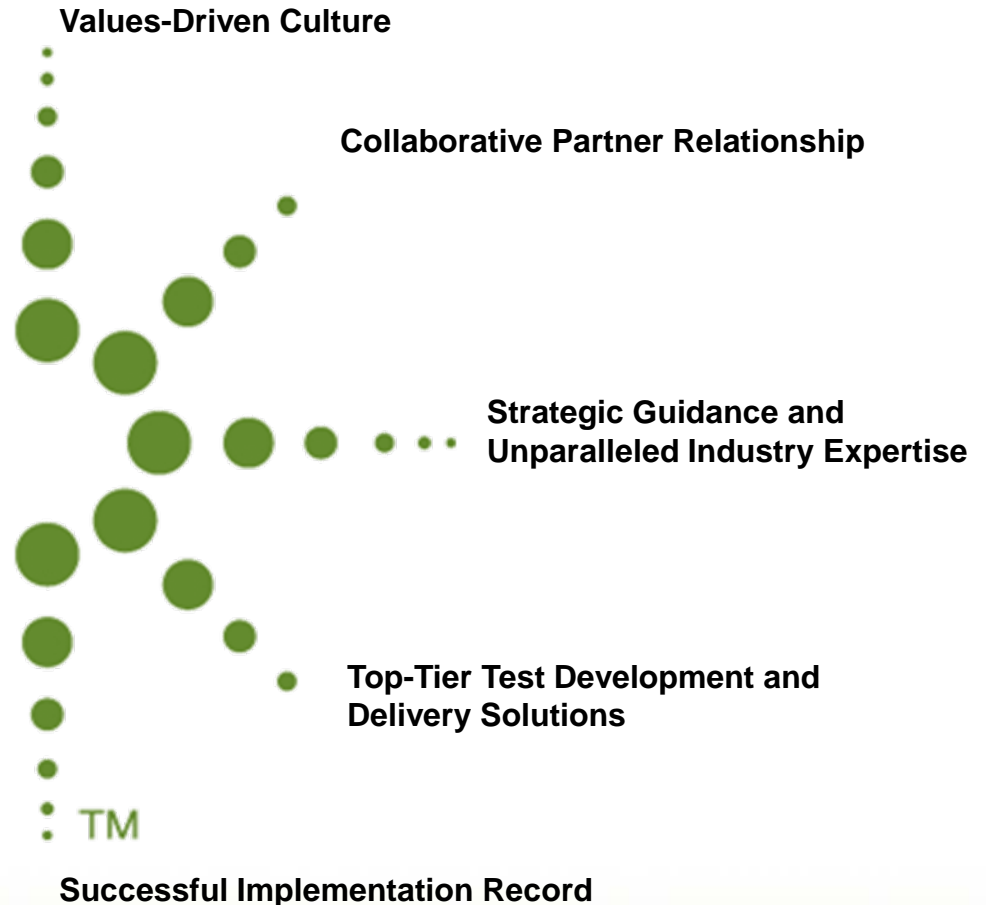 Values-Driven Culture
Collaborative Partner Relationship
Strategic Guidance and
Unparalleled Industry Expertise
Top-Tier Test Development and
Delivery Solutions
TM
Successful Implementation Record